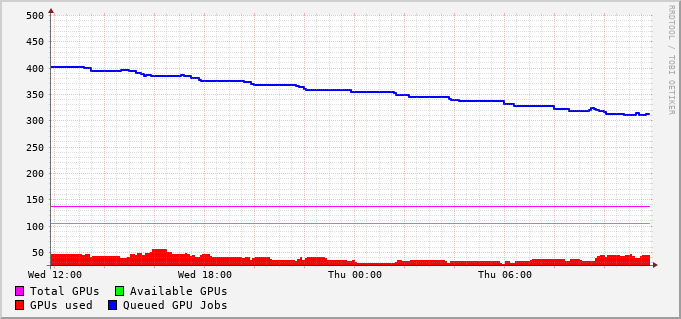 500
450
400
350
300
250
200
150
100
50
Wed 12:00 Wed 18:00 Thu 00:00 Thu 06:00
Total GPUs Available GPUs
GPUs used Queued GPU Jobs
RRDTOOL / TOBI OETIKER